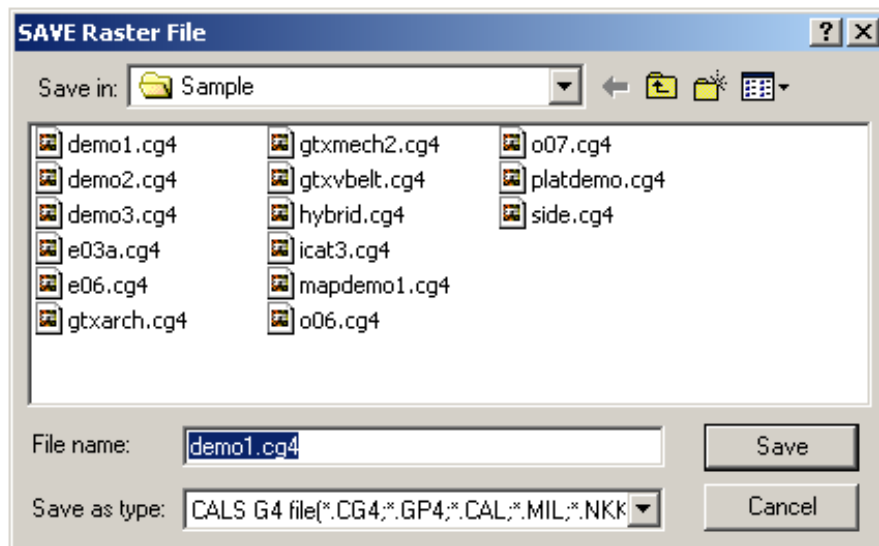 SAVE Raster File
Save in: Sample
demo1.cg4
demo2.cg4
demo3.cg4
e03a.cg4
e06.cg4
gtxarch.cg4
gtxmech2.cg4
gtxvbelt.cg4
hybrid.cg4
icat3.cg4
mapdemo1.cg4
o06.cg4
o07.cg4
platdemo.cg4
side.cg4
File name: demo1.cg4
Save
Save as type: CALS G4 file(*.CG4;*.GP4;*.CAL;*.MIL;*.NKK
Cancel